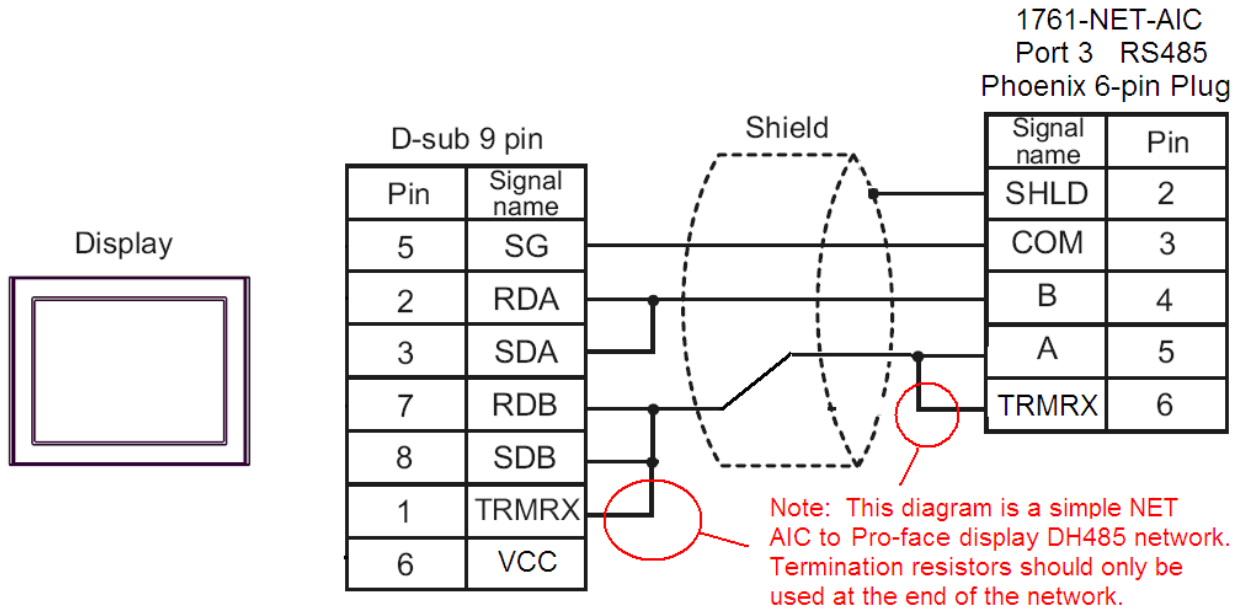 1761-NET-AIC
Port 3 RS485
Phoenix 6-pin Plug
Display
D-sub 9 pin
Pin Signal name
5 SG
2 RDA
3 SDA
7 RDB
8 SDB
1 TRMRX
6 VCC
Shield
Signal name Pin
SHLD 2
COM 3
B 4
A 5
TRMRX 6
Note: This diagram is a simple NET
AIC to Pro-face display DH485 network.
Termination resistors should only be
used at the end of the network.